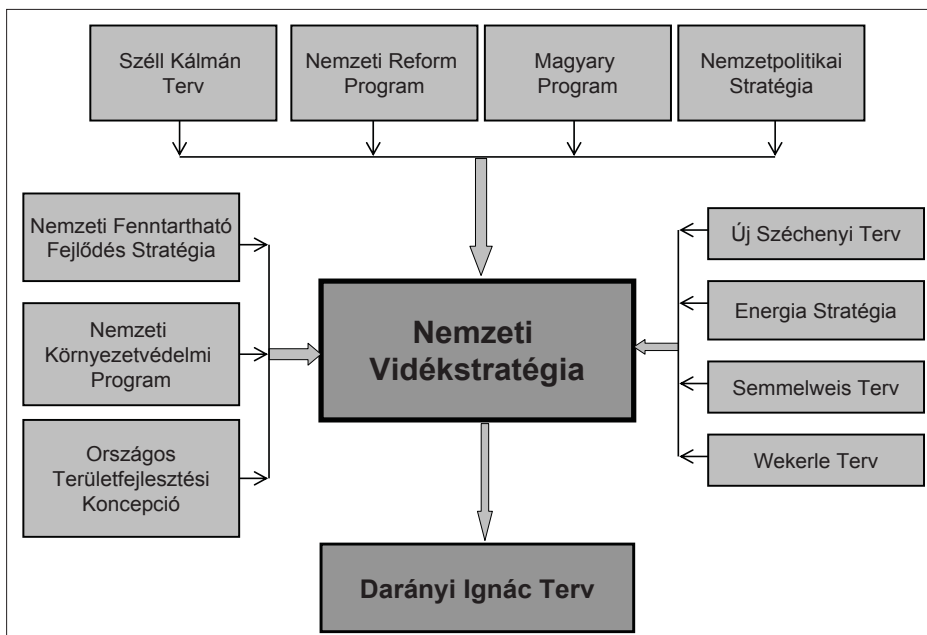 Széll Kálmán
Terv
Nemzeti Reform
Program
Magyary
Program
Nemzetpolitikai
Stratégia
Nemzeti Fenntartható
Fejlődés Stratégia
Nemzeti
Környezetvédelmi
Program
Országos
Területfejlesztési
Koncepció
Nemzeti
Vidékstratégia
Új Széchenyi Terv
Energia Stratégia
Semmelweis Terv
Wekerle Terv
Darányi Ignác Terv